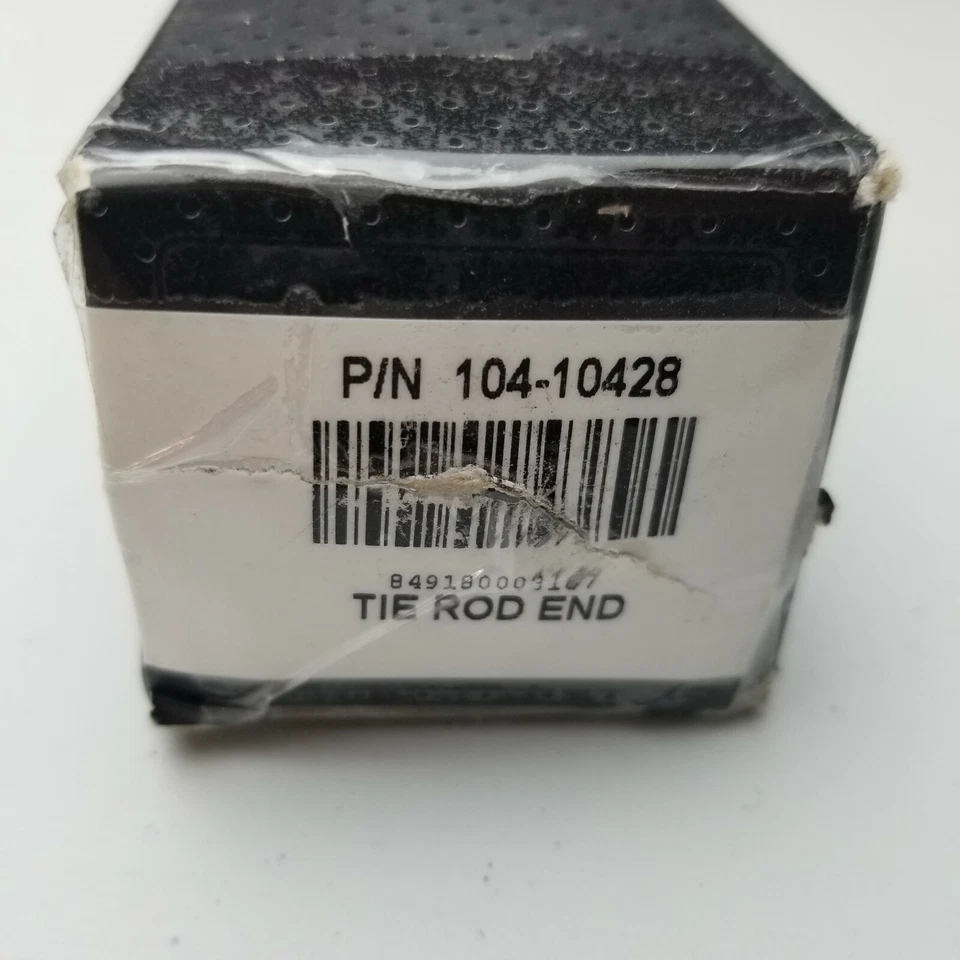 P/N 104-10428
TIE ROD END